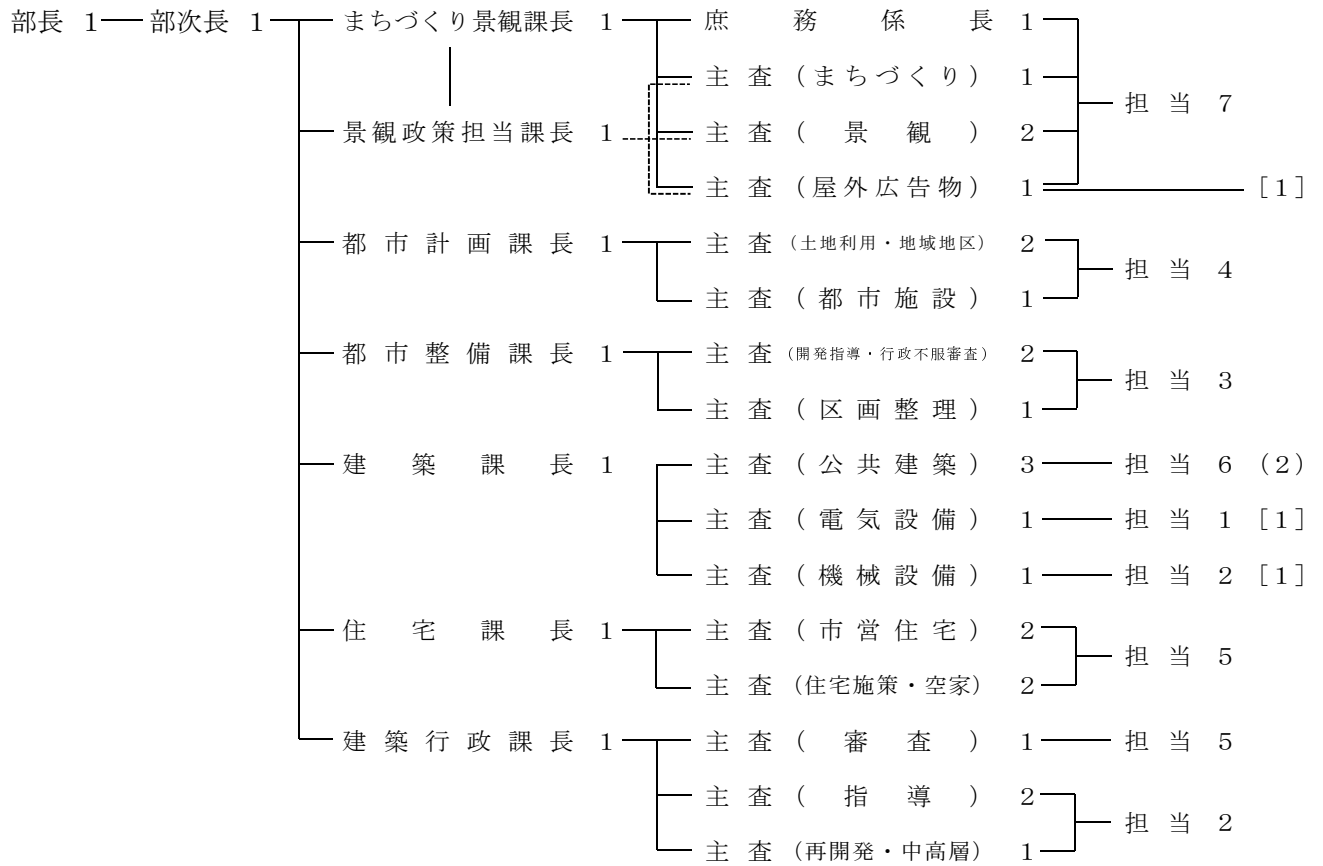 部長 1 部次長 1 まちづくり景観課長 1 庶務係長 1
主査（まちづくり） 1
担当 7
景観政策担当課長 1 主査（景観） 2
主査（屋外広告物） 1 ［1］
都市計画課長 1 主査（土地利用・地域地区） 2
担当 4
主査（都市施設） 1
都市整備課長 1 主査（開発指導・行政不服審査） 2
担当 3
主査（区画整理） 1
建築課長 1 主査（公共建築） 3 担当 6 （2）
主査（電気設備） 1 担当 1 ［1］
主査（機械設備） 1 担当 2 ［1］
住宅課長 1 主査（市営住宅） 2
担当 5
主査（住宅施策・空家） 2
建築行政課長 1 主査（審査） 1 担当 5
主査（指導） 2
担当 2
主査（再開発・中高層） 1